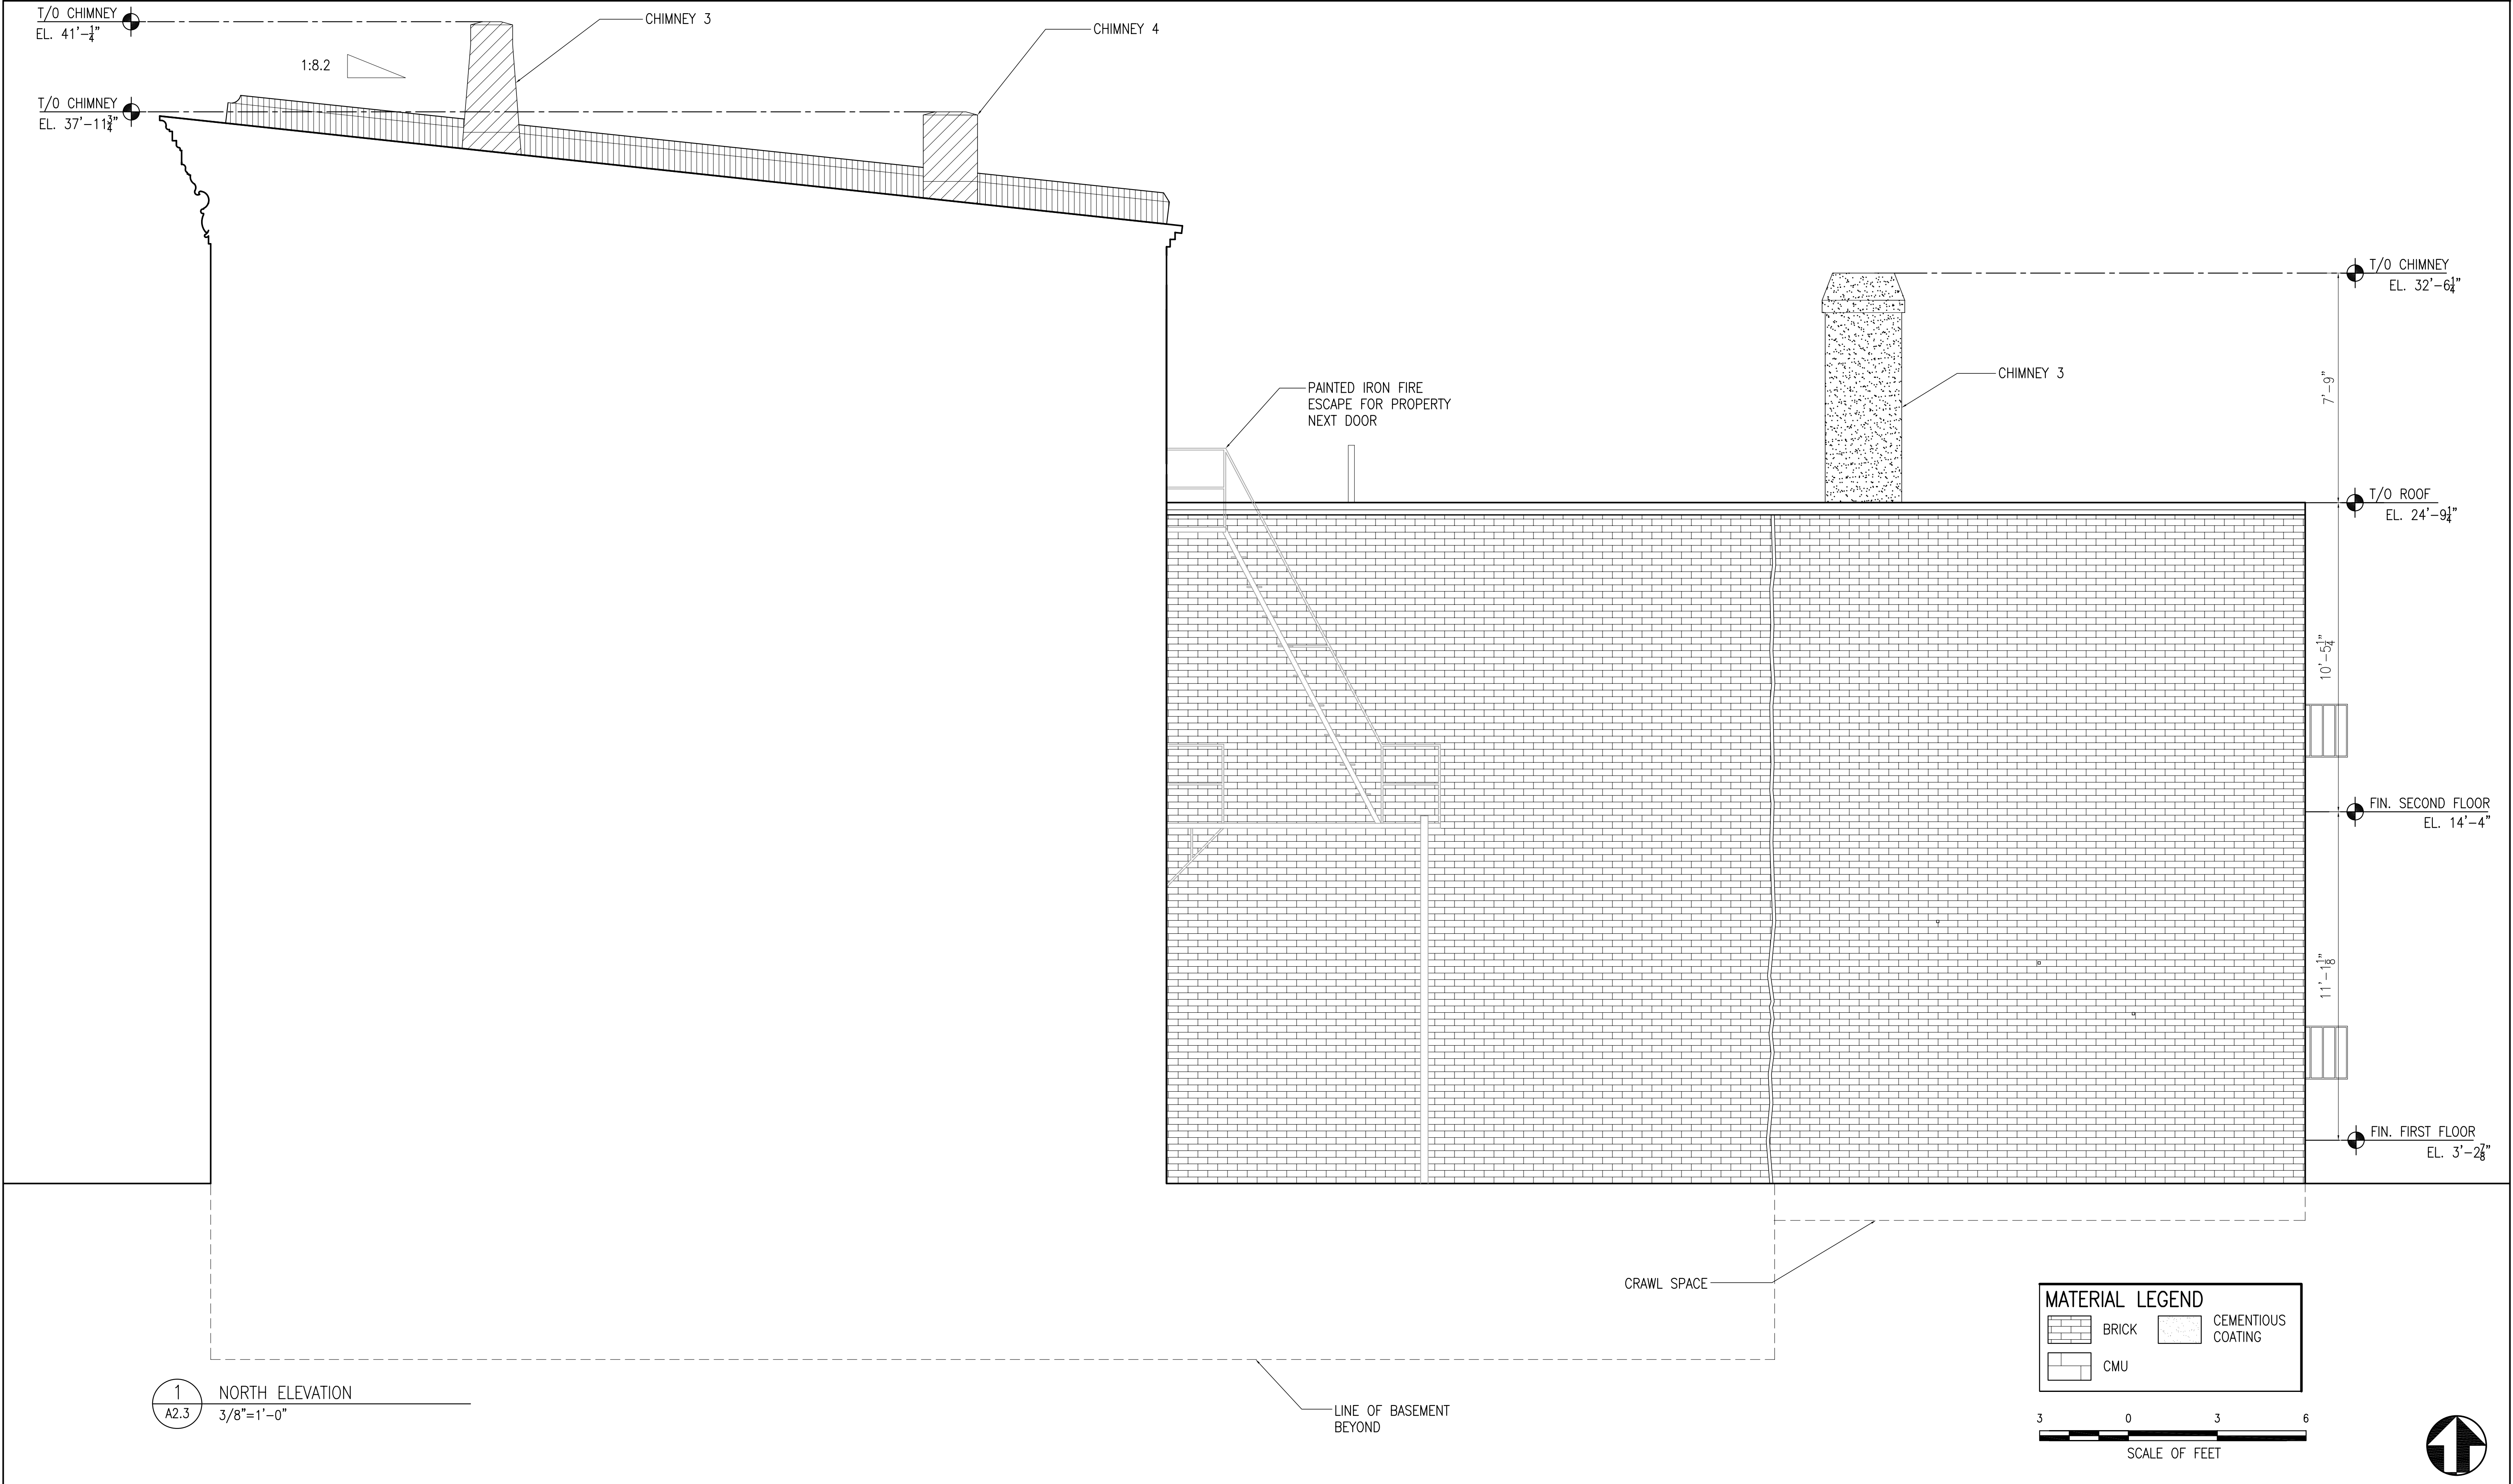 T/O CHIMNEY
EL. 41'-1/4"
CHIMNEY 3
CHIMNEY 4
1:8.2
T/O CHIMNEY
EL. 37'-11 3/4"
T/O CHIMNEY
EL. 32'-6 1/4"
CHIMNEY 3
7'-9"
PAINTED IRON FIRE
ESCAPE FOR PROPERTY
NEXT DOOR
T/O ROOF
EL. 24'-9 1/4"
10'-5 1/4"
FIN. SECOND FLOOR
EL. 14'-4"
11'-1 1/8"
FIN. FIRST FLOOR
EL. 3'-2 7/8"
CRAWL SPACE
LINE OF BASEMENT
BEYOND
1
A2.3
NORTH ELEVATION
3/8"=1'-0"
MATERIAL LEGEND
BRICK
CEMENTIOUS
COATING
CMU
3 0 3 6
SCALE OF FEET